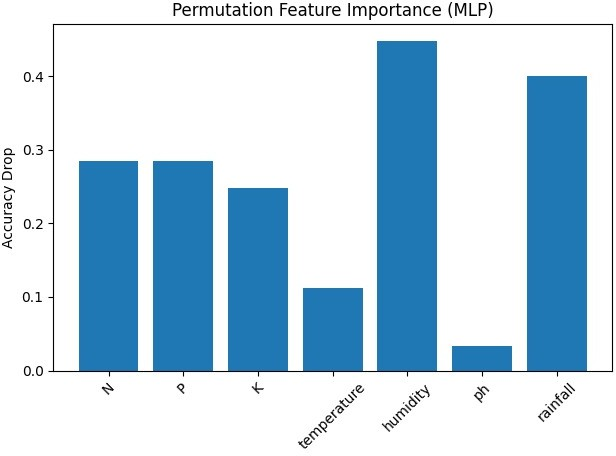 Permutation Feature Importance (MLP)
Accuracy Drop
0.4
0.3
0.2
0.1
0.0
N
P
K
temperature
humidity
ph
rainfall